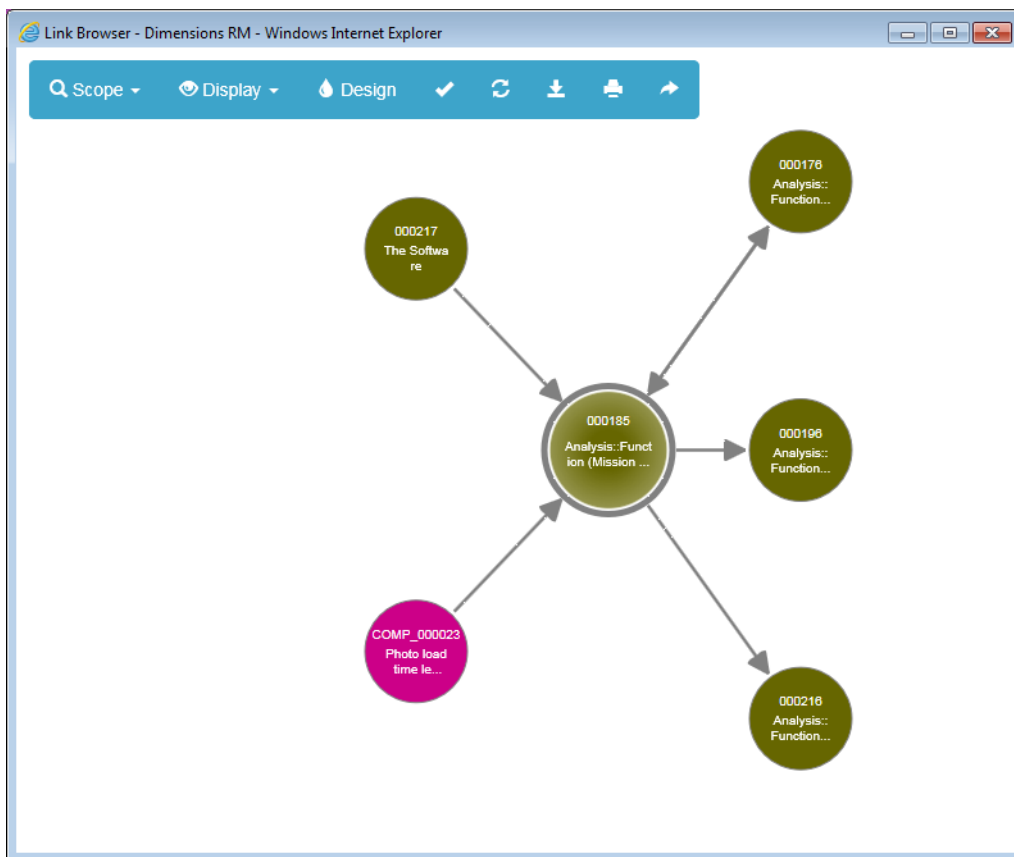 Link Browser - Dimensions RM - Windows Internet Explorer
Scope Display Design
000176
Analysis::
Function...
000217
The Softwa
re
000185
Analysis::Funct
ion (Mission ...
000196
Analysis::
Function...
COMP_000023
Photo load
time le...
000216
Analysis::
Function...